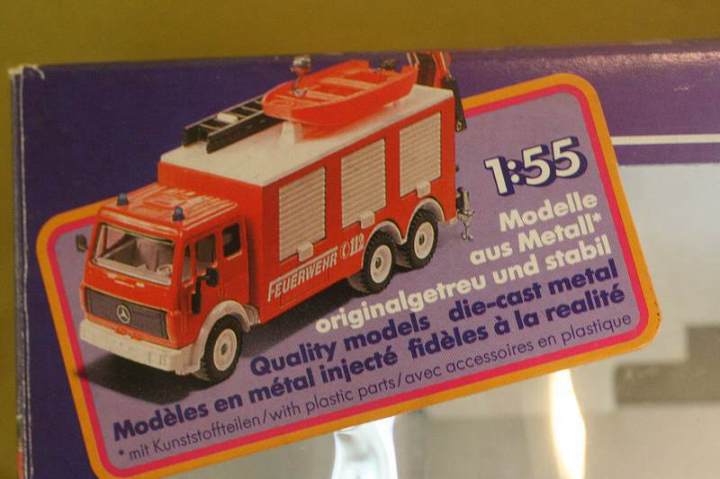 1:55
Modelle
aus Metall*
originalgetreu und stabil
Quality models die-cast metal
Modèles en métal injecté fidèles à la realité
* mit Kunststoffteilen/with plastic parts/avec accessoires en plastique
FEUERWEHR 112